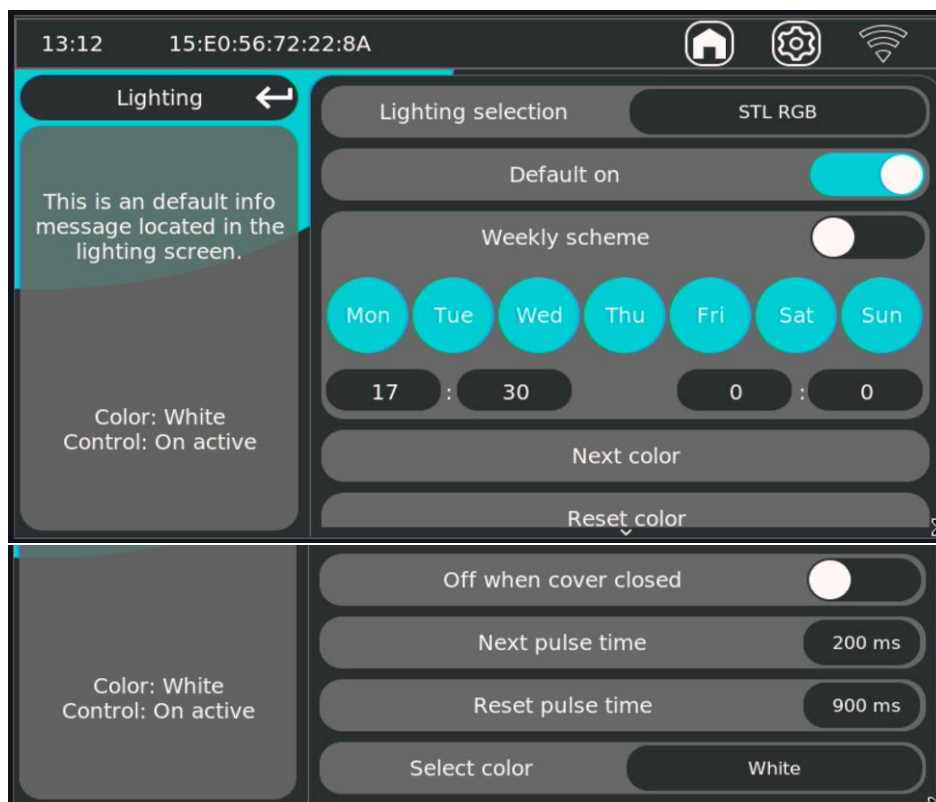 13:12 15:E0:56:72:22:8A
Lighting
This is an default info
message located in the
lighting screen.
Color: White
Control: On active
Lighting selection STL RGB
Default on
Weekly scheme
Mon Tue Wed Thu Fri Sat Sun
17 : 30 0 : 0
Next color
Reset color
Color: White
Control: On active
Off when cover closed
Next pulse time 200 ms
Reset pulse time 900 ms
Select color White